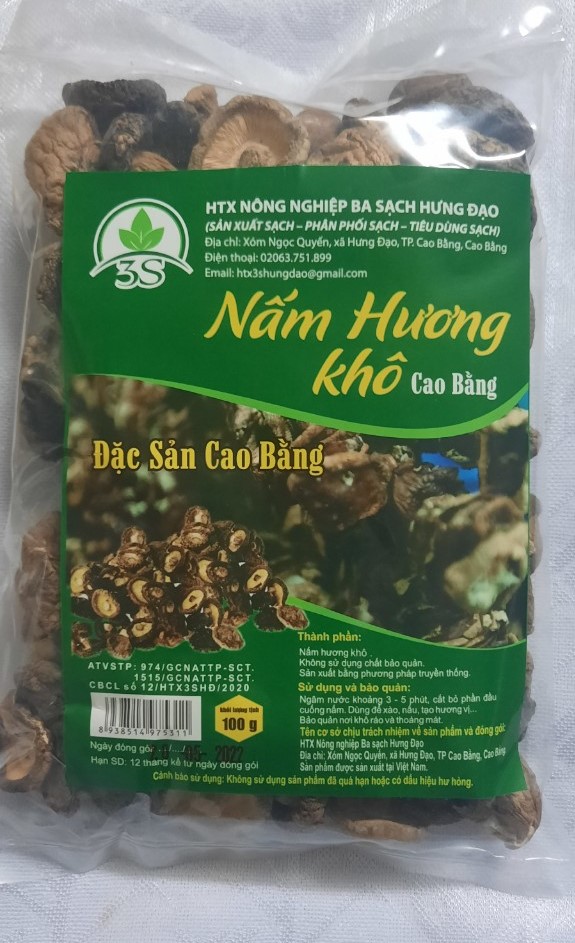 3S
HTX NÔNG NGHIỆP BA SẠCH HƯNG ĐẠO
(SẢN XUẤT SẠCH – PHÂN PHỐI SẠCH – TIÊU DÙNG SẠCH)
Địa chỉ: Xóm Ngọc Quyến, xã Hưng Đạo, TP. Cao Bằng, Cao Bằng
Điện thoại: 02063.751.899
Email: htx3shungdao@gmail.com
Nấm Hương
khô Cao Bằng
Đặc Sản Cao Bằng
ATVSTP: 974/GCNATTP-SCT.
1515/GCNATTP-SCT.
CBCL số 12/HTX3SHD/2020
8 938514 975311
khối lượng tịnh
100 g
Ngày đóng gói: .../..../.... 05- 2022
Hạn SD: 12 tháng kể từ ngày đóng gói
Thành phần:
Nấm hương khô .
Không sử dụng chất bảo quản.
Sản xuất bằng phương pháp truyền thống.
Sử dụng và bảo quản:
Ngâm nước khoảng 3 - 5 phút, cắt bỏ phần đầu
cuống nấm. Dùng để xào, nấu, tạo hương vị...
Bảo quản nơi khô ráo và thoáng mát.
Tên cơ sở chịu trách nhiệm về sản phẩm và đóng gói:
HTX Nông nghiệp Ba sạch Hưng Đạo
Địa chỉ: Xóm Ngọc Quyến, xã Hưng Đạo, TP Cao Bằng, Cao Bằng
Sản phẩm được sản xuất tại Việt Nam.
Cảnh báo sử dụng: Không sử dụng sản phẩm đã quá hạn hoặc có dấu hiệu hư hỏng.